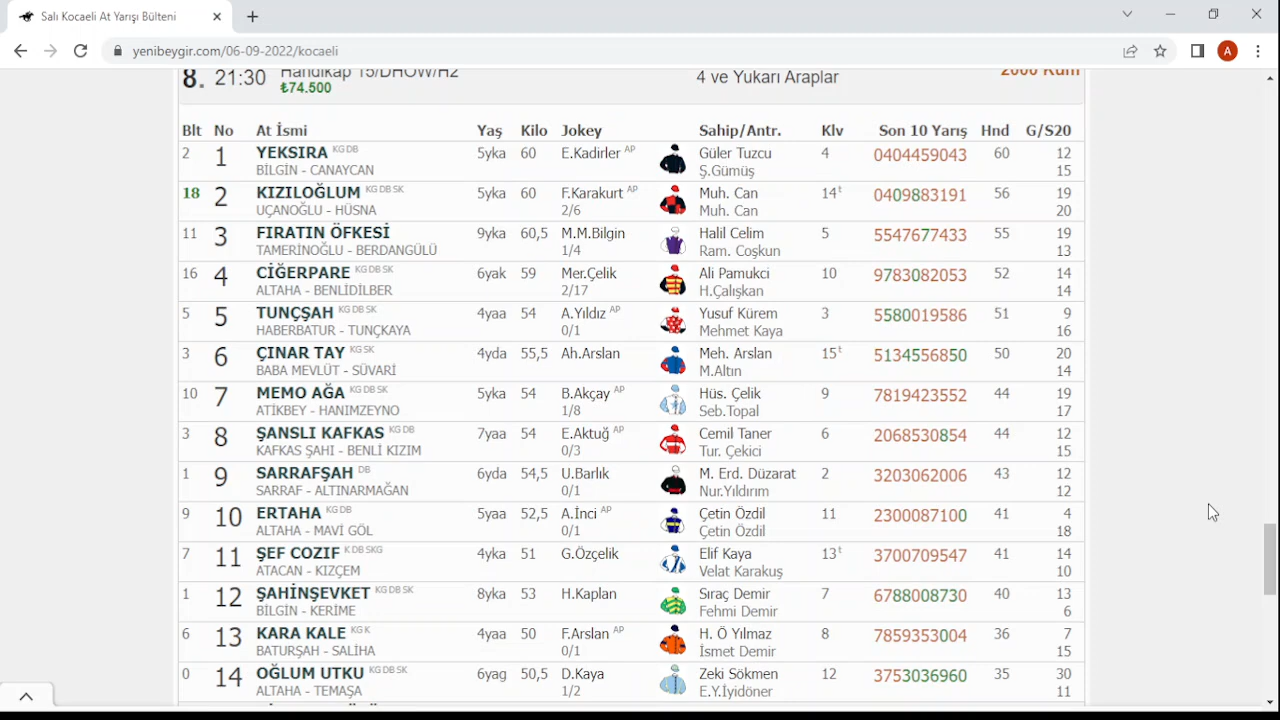 Salı Kocaeli At Yarışı Bülteni
yenibeygir.com/06-09-2022/kocaeli
A
8. 21:30 Handikap 15/DHÖW/H2 4 ve Yukarı Araplar 2000 Kum
₺74.500
Blt No At İsmi Yaş Kilo Jokey Sahip/Antr. Klv Son 10 Yarış Hnd G/S20
2 1 YEKSIRA KG DB 5yka 60 E.Kadirler AP Güler Tuzcu 4 0404459043 60 12
BİLGİN - CANAYCAN Ş.Gümüş 15
18 2 KIZILOĞLUM KG DB SK 5yka 60 F.Karakurt AP Muh. Can 14t 0409883191 56 19
UÇANOĞLU - HÜSNA 2/6 Muh. Can 20
11 3 FIRATIN ÖFKESİ 9yka 60,5 M.M.Bilgin Halil Celim 5 5547677433 55 19
TAMERİNOĞLU - BERDANGÜLÜ 1/4 Ram. Coşkun 13
16 4 CİĞERPARE KG DB SK 6yak 59 Mer.Çelik Ali Pamukci 10 9783082053 52 14
ALTAHA - BENLİDİLBER 2/17 H.Çalışkan 14
5 5 TUNÇŞAH KG DB SK 4yaa 54 A.Yıldız AP Yusuf Kürem 3 5580019586 51 9
HABERBATUR - TUNÇKAYA 0/1 Mehmet Kaya 16
3 6 ÇINAR TAY KG SK 4yda 55,5 Ah.Arslan Meh. Arslan 15t 5134556850 50 20
BABA MEVLÜT - SÜVARİ M.Altın 14
10 7 MEMO AĞA KG DB SK 5yka 54 B.Akçay AP Hüs. Çelik 9 7819423552 44 19
ATİKBEY - HANIMZEYNO 1/8 Seb.Topal 17
3 8 ŞANSLI KAFKAS KG DB 7yaa 54 E.Aktuğ AP Cemil Taner 6 2068530854 44 12
KAFKAS ŞAHI - BENLİ KIZIM 0/3 Tur. Çekici 15
1 9 SARRAFŞAH DB 6yda 54,5 U.Barlık M. Erd. Düzarat 2 3203062006 43 12
SARRAF - ALTINARMAĞAN 0/1 Nur.Yıldırım 12
9 10 ERTAHA KG DB 5yaa 52,5 A.İnci AP Çetin Özdil 11 2300087100 41 4
ALTAHA - MAVİ GÖL 0/1 Çetin Özdil 18
7 11 ŞEF COZIF K DB SKG 4yka 51 G.Özçelik Elif Kaya 13t 3700709547 41 14
ATACAN - KIZÇEM Velat Karakuş 10
1 12 ŞAHİNŞEVKET KG DB SK 8yka 53 H.Kaplan Sıraç Demir 7 6788008730 40 13
BİLGİN - KERİME Fehmi Demir 6
6 13 KARA KALE KG K 4yaa 50 F.Arslan AP H. Ö Yılmaz 8 7859353004 36 7
BATURŞAH - SALİHA 0/1 İsmet Demir 15
0 14 OĞLUM UTKU KG DB SK 6yag 50,5 D.Kaya Zeki Sökmen 12 3753036960 35 30
ALTAHA - TEMAŞA 1/2 E.Y.İyidöner 11